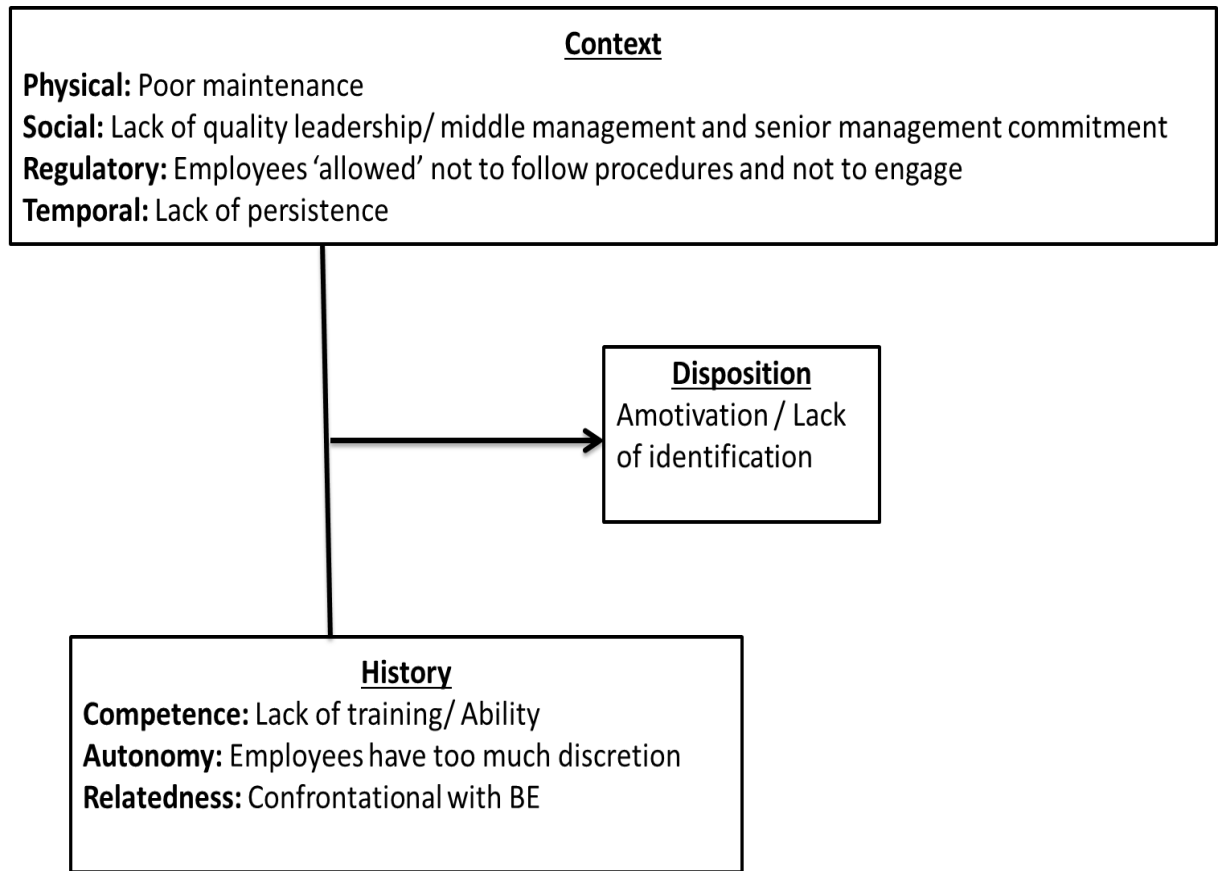 Context
Physical: Poor maintenance
Social: Lack of quality leadership/ middle management and senior management commitment
Regulatory: Employees ‘allowed’ not to follow procedures and not to engage
Temporal: Lack of persistence
Disposition
Amotivation / Lack
of identification
History
Competence: Lack of training/ Ability
Autonomy: Employees have too much discretion
Relatedness: Confrontational with BE